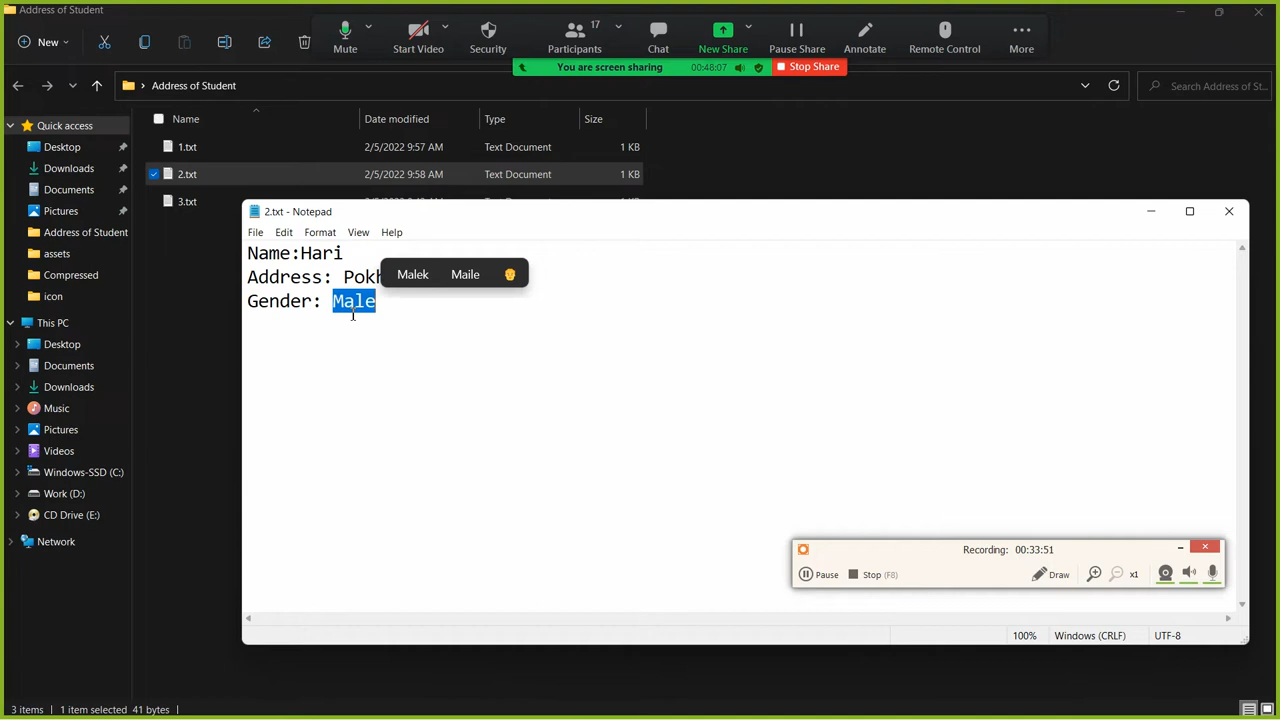 Address of Student
New
Mute
Start Video
Security
17
Participants
Chat
New Share
Pause Share
Annotate
Remote Control
More
You are screen sharing
00:48:07
Stop Share
Address of Student
Search Address of St...
Name
Date modified
Type
Size
1.txt 2/5/2022 9:57 AM Text Document 1 KB
2.txt 2/5/2022 9:58 AM Text Document 1 KB
3.txt
Quick access
Desktop
Downloads
Documents
Pictures
Address of Student
assets
Compressed
icon
This PC
Desktop
Documents
Downloads
Music
Pictures
Videos
Windows-SSD (C:)
Work (D:)
CD Drive (E:)
Network
2.txt - Notepad
File Edit Format View Help
Name:Hari
Address:
Malek Maile
Gender: Male
Recording: 00:33:51
Pause Stop (F8) Draw x1
100% Windows (CRLF) UTF-8
3 items 1 item selected 41 bytes